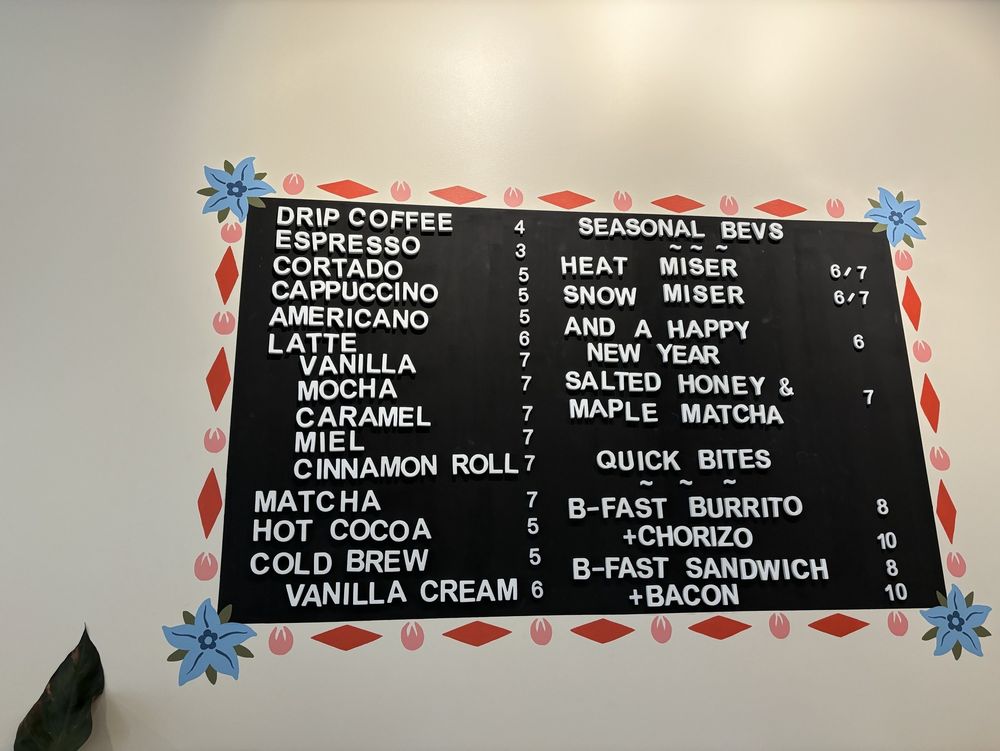 DRIP COFFEE 4
ESPRESSO 3
CORTADO 5
CAPPUCCINO 5
AMERICANO 5
LATTE 6
VANILLA 7
MOCHA 7
CARAMEL 7
MIEL 7
CINNAMON ROLL 7
MATCHA 7
HOT COCOA 5
COLD BREW 5
VANILLA CREAM 6
SEASONAL BEVS
~ ~ ~
HEAT MISER 6/7
SNOW MISER 6/7
AND A HAPPY
NEW YEAR 6
SALTED HONEY &
MAPLE MATCHA 7
QUICK BITES
~ ~ ~
B-FAST BURRITO 8
+CHORIZO 10
B-FAST SANDWICH 8
+BACON 10